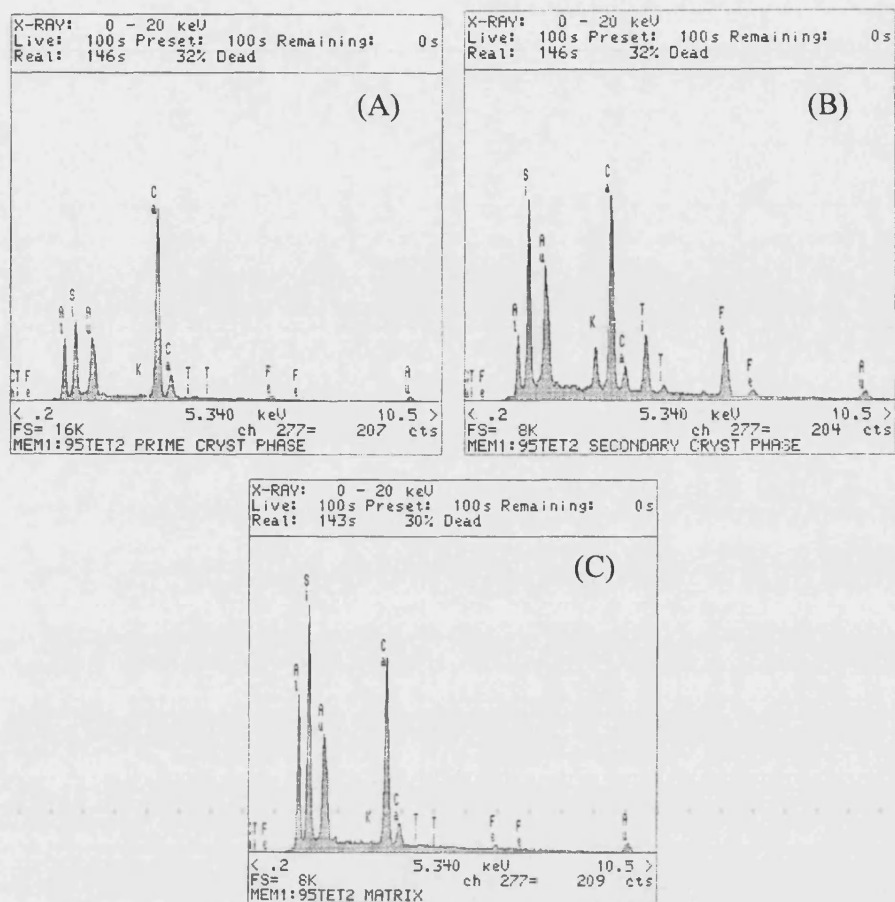 X-RAY: 0 - 20 keV
Live: 100s Preset: 100s Remaining: 0s
Real: 146s 32% Dead
(A)
Ca
Si
Al
Au
K
Ca
Ti
Ti
Fe
Fe
Au
< .2 5.340 keV 10.5 >
FS= 16K ch 277= 207 cts
MEM1:95TET2 PRIME CRYST PHASE
X-RAY: 0 - 20 keV
Live: 100s Preset: 100s Remaining: 0s
Real: 146s 32% Dead
(B)
Si
Ca
Au
Al
K
Ca
Ti
Ti
Fe
Fe
Au
< .2 5.340 keV 10.5 >
FS= 8K ch 277= 204 cts
MEM1:95TET2 SECONDARY CRYST PHASE
X-RAY: 0 - 20 keV
Live: 100s Preset: 100s Remaining: 0s
Real: 143s 30% Dead
(C)
Si
Ca
Al
Au
K
Ca
T
T
Fe
Fe
Au
< .2 5.340 keV 10.5 >
FS= 8K ch 277= 209 cts
MEM1:95TET2 MATRIX